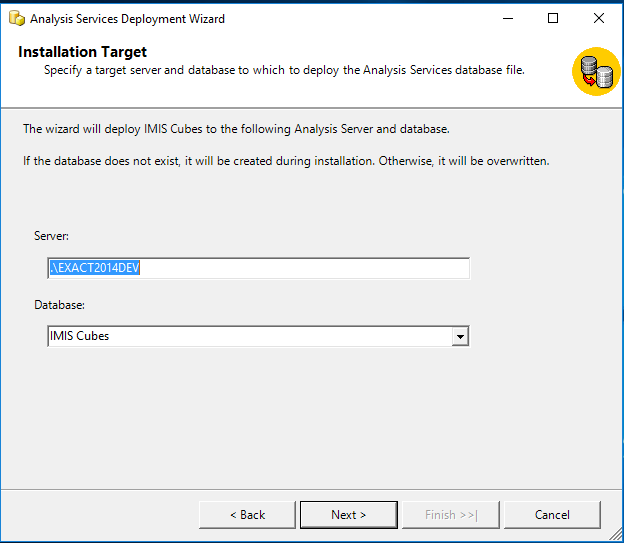 Analysis Services Deployment Wizard
Installation Target
Specify a target server and database to which to deploy the Analysis Services database file.
The wizard will deploy IMIS Cubes to the following Analysis Server and database.
If the database does not exist, it will be created during installation. Otherwise, it will be overwritten.
Server:
.\EXACT2014DEV
Database:
IMIS Cubes
< Back
Next >
Finish >>|
Cancel